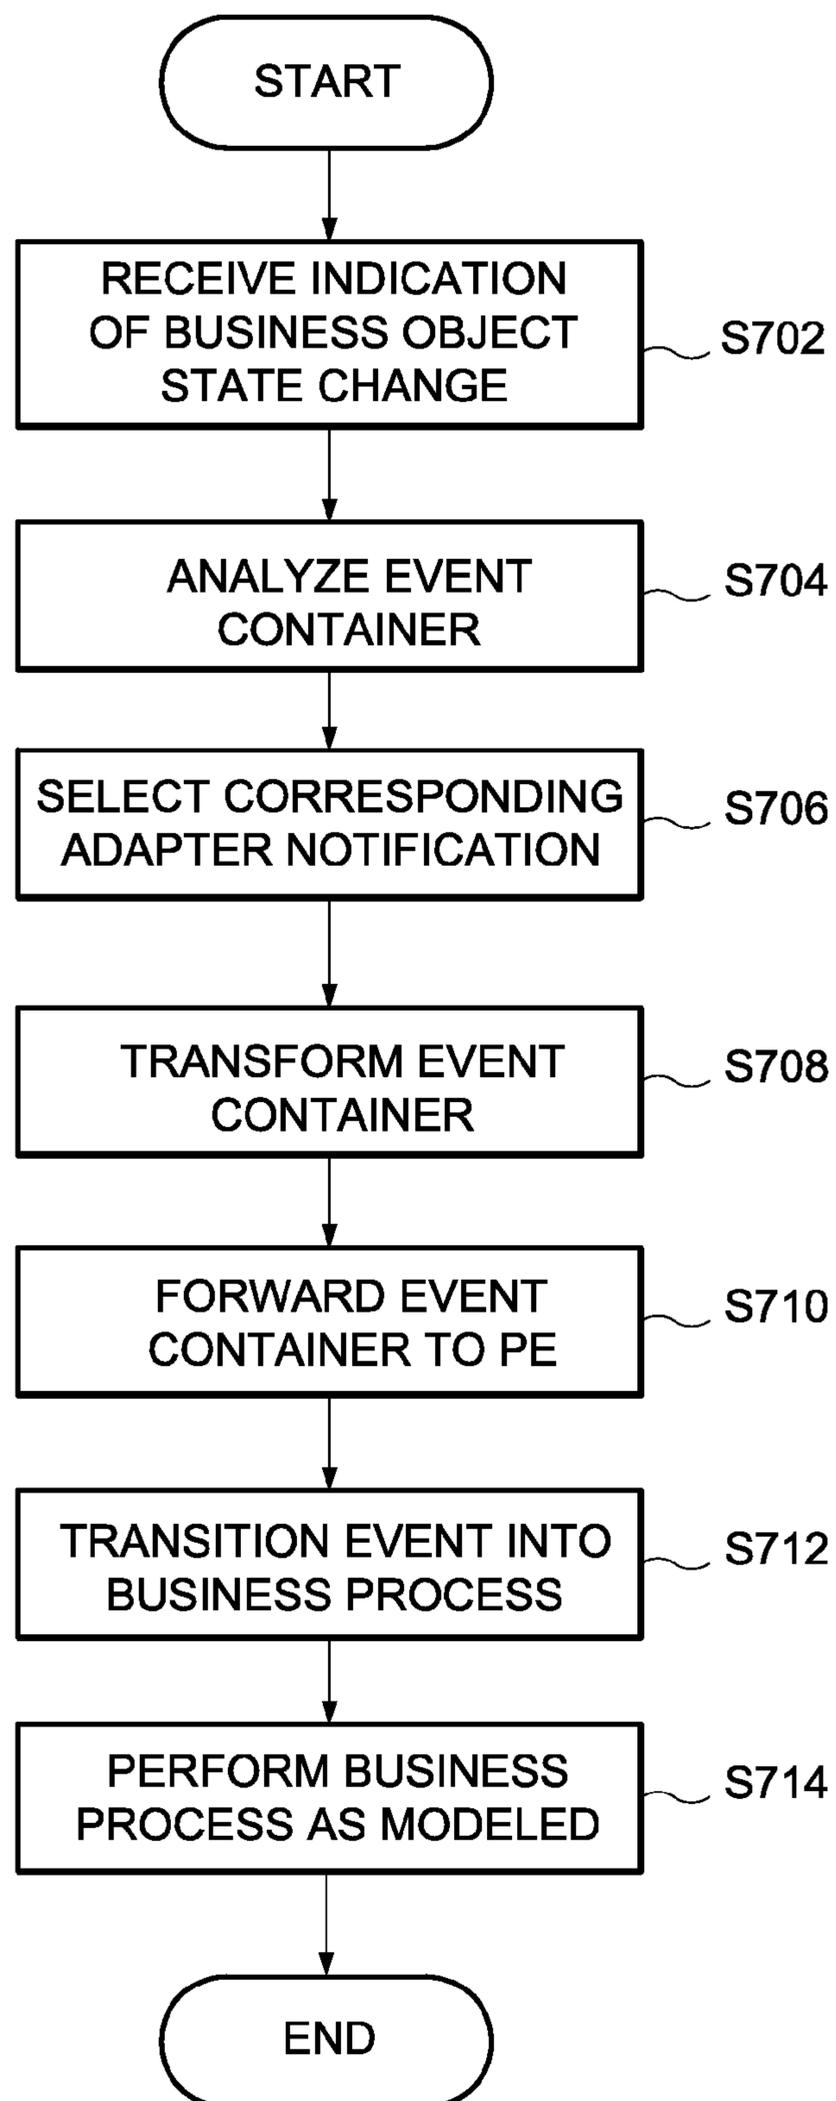 START
RECEIVE INDICATION
OF BUSINESS OBJECT
STATE CHANGE
S702
ANALYZE EVENT
CONTAINER
S704
SELECT CORRESPONDING
ADAPTER NOTIFICATION
S706
TRANSFORM EVENT
CONTAINER
S708
FORWARD EVENT
CONTAINER TO PE
S710
TRANSITION EVENT INTO
BUSINESS PROCESS
S712
PERFORM BUSINESS
PROCESS AS MODELED
S714
END